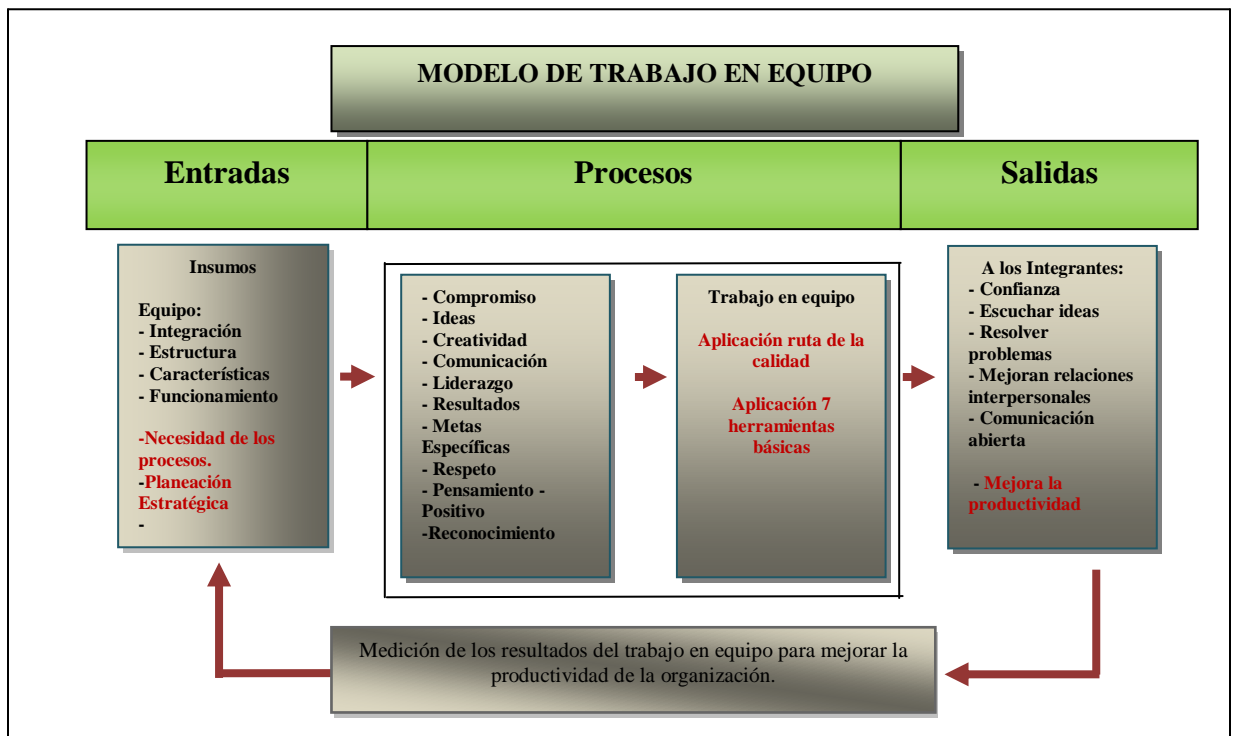 MODELO DE TRABAJO EN EQUIPO
Entradas
Procesos
Salidas
Insumos
Equipo:
- Integración
- Estructura
- Características
- Funcionamiento
-Necesidad de los
procesos.
-Planeación
Estratégica
-
- Compromiso
- Ideas
- Creatividad
- Comunicación
- Liderazgo
- Resultados
- Metas
Específicas
- Respeto
- Pensamiento -
Positivo
-Reconocimiento
Trabajo en equipo
Aplicación ruta de la
calidad
Aplicación 7
herramientas
básicas
A los Integrantes:
- Confianza
- Escuchar ideas
- Resolver
problemas
- Mejoran relaciones
interpersonales
- Comunicación
abierta
- Mejora la
productividad
Medición de los resultados del trabajo en equipo para mejorar la
productividad de la organización.